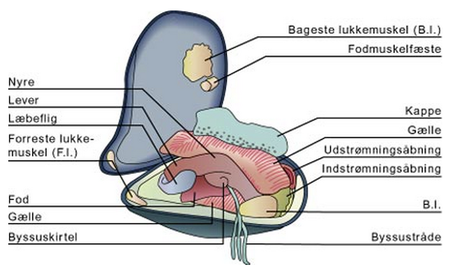 Bageste lukkemuskel (B.I.)
Fodmuskelfæste
Nyre
Lever
Læbeflig
Forreste lukke-
muskel (F.I.)
Fod
Gælle
Byssuskirtel
Kappe
Gælle
Udstrømningsåbning
Indstrømningsåbning
B.I.
Byssustråde